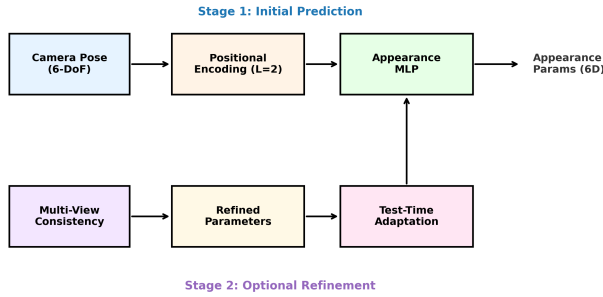 Stage 1: Initial Prediction
Camera Pose
(6-DoF)
Positional
Encoding (L=2)
Appearance
MLP
Appearance
Params (6D)
Multi-View
Consistency
Refined
Parameters
Test-Time
Adaptation
Stage 2: Optional Refinement